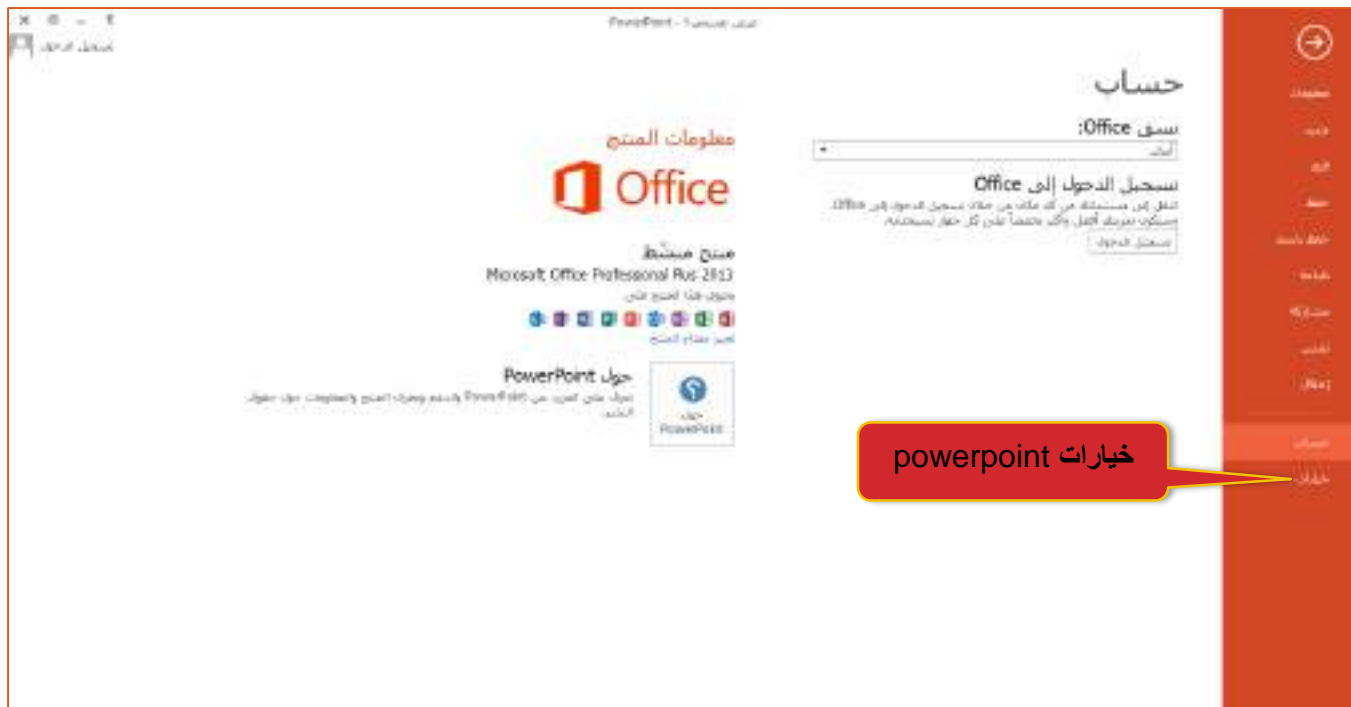 PowerPoint - عرض تقديمي1
تسجيل الدخول
حساب
معلومات
جديد
فتح
حفظ
حفظ باسم
طباعة
مشاركة
تصدير
إغلاق
حساب
خيارات
نسق Office:
أبيض
تسجيل الدخول إلى Office
تسجيل الدخول
معلومات المنتج
Office
منتج منشّط
Microsoft Office Professional Plus 2013
يحتوي هذا المنتج على
تغيير مفتاح المنتج
حول PowerPoint
حول
PowerPoint
خيارات powerpoint